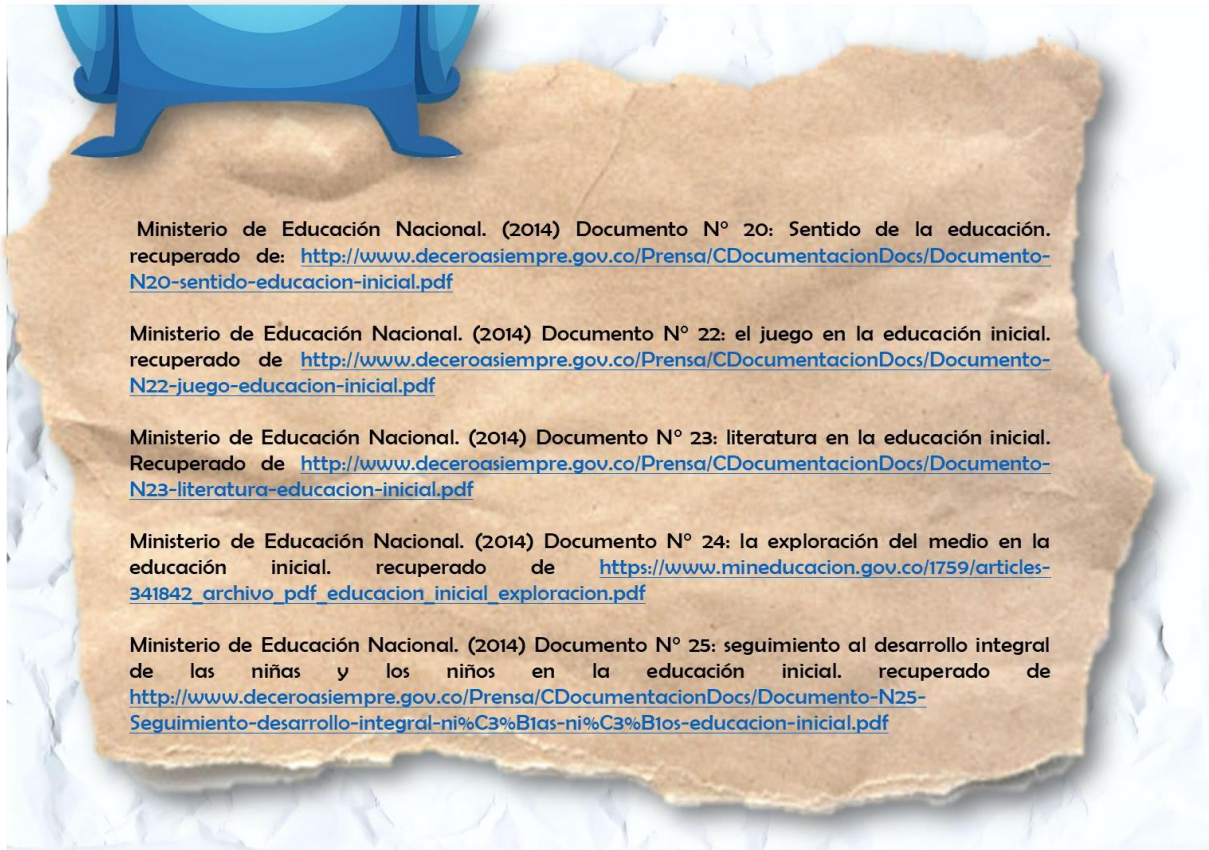 Ministerio de Educación Nacional. (2014) Documento N° 20: Sentido de la educación.
recuperado de: http://www.deceroasiempre.gov.co/Prensa/CDocumentacionDocs/Documento-
N20-sentido-educacion-inicial.pdf
Ministerio de Educación Nacional. (2014) Documento N° 22: el juego en la educación inicial.
recuperado de http://www.deceroasiempre.gov.co/Prensa/CDocumentacionDocs/Documento-
N22-juego-educacion-inicial.pdf
Ministerio de Educación Nacional. (2014) Documento N° 23: literatura en la educación inicial.
Recuperado de http://www.deceroasiempre.gov.co/Prensa/CDocumentacionDocs/Documento-
N23-literatura-educacion-inicial.pdf
Ministerio de Educación Nacional. (2014) Documento N° 24: la exploración del medio en la
educación inicial. recuperado de https://www.mineducacion.gov.co/1759/articles-
341842_archivo_pdf_educacion_inicial_exploracion.pdf
Ministerio de Educación Nacional. (2014) Documento N° 25: seguimiento al desarrollo integral
de las niñas y los niños en la educación inicial. recuperado de
http://www.deceroasiempre.gov.co/Prensa/CDocumentacionDocs/Documento-N25-
Seguimiento-desarrollo-integral-ni%C3%B1as-ni%C3%B1os-educacion-inicial.pdf